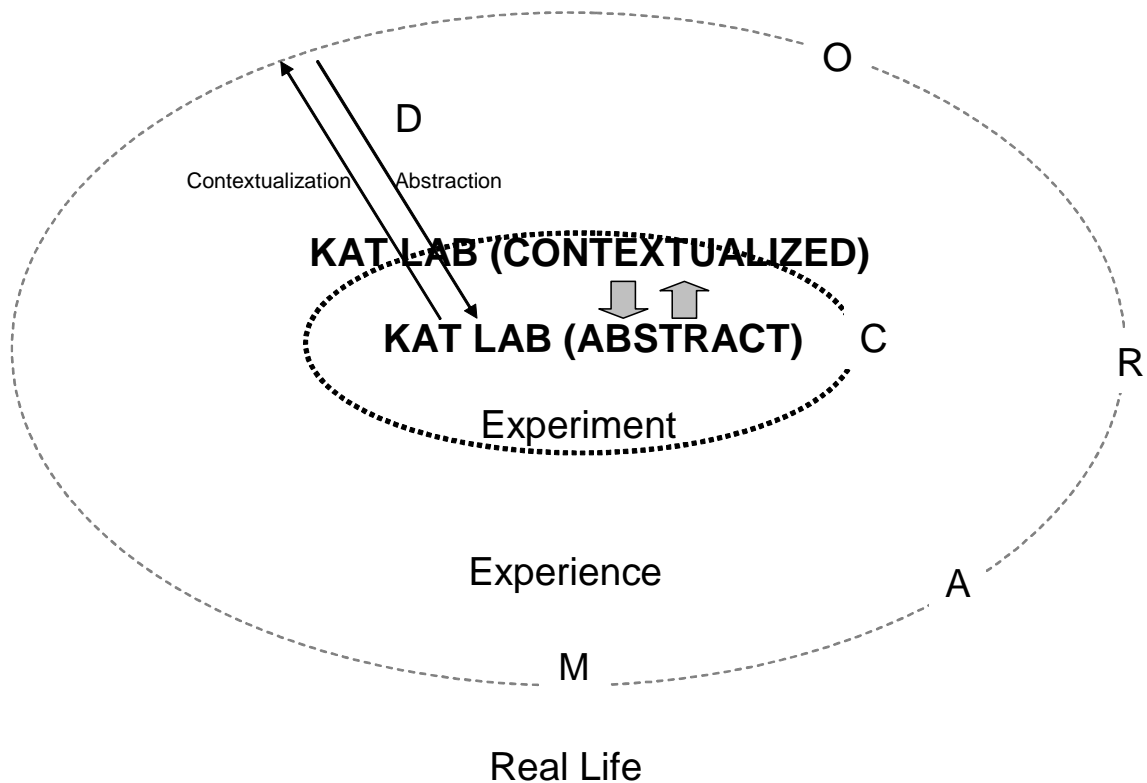 O
D
Contextualization Abstraction
KAT LAB (CONTEXTUALIZED)
KAT LAB (ABSTRACT) C
R
Experiment
Experience
A
M
Real Life